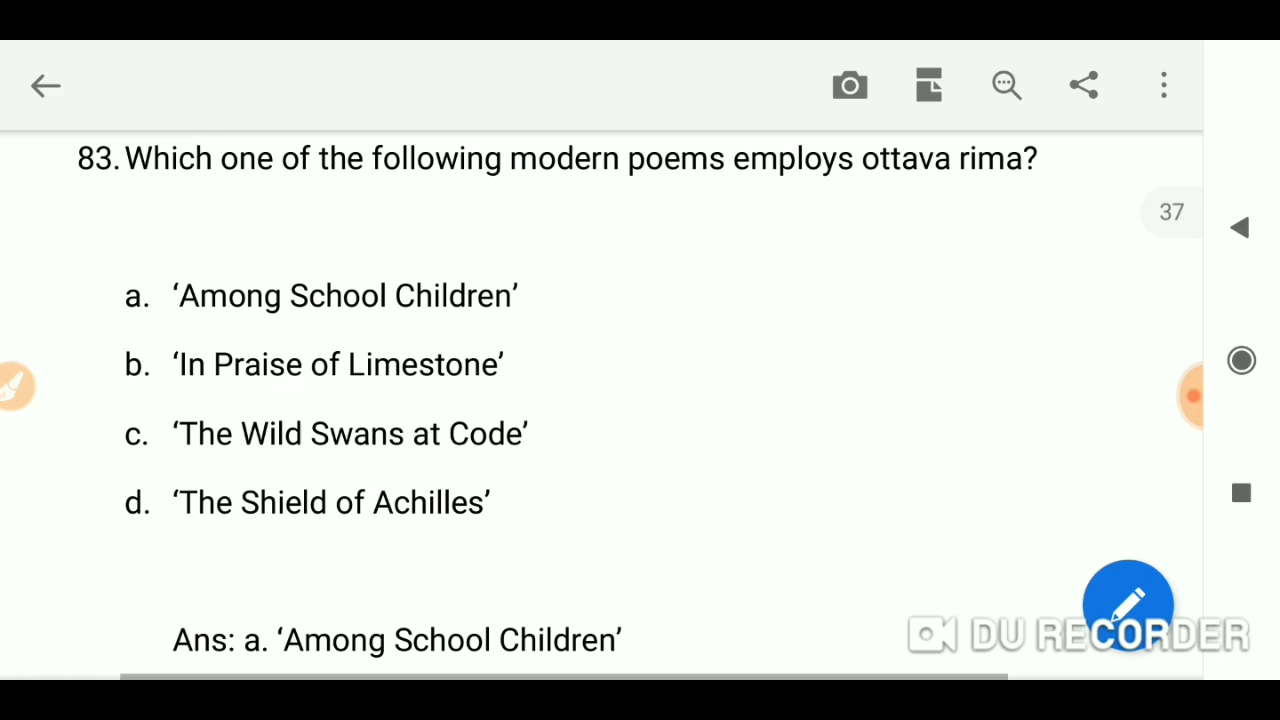 83. Which one of the following modern poems employs ottava rima?
37
a. ‘Among School Children’
b. ‘In Praise of Limestone’
c. ‘The Wild Swans at Code’
d. ‘The Shield of Achilles’
Ans: a. ‘Among School Children’
DU RECORDER